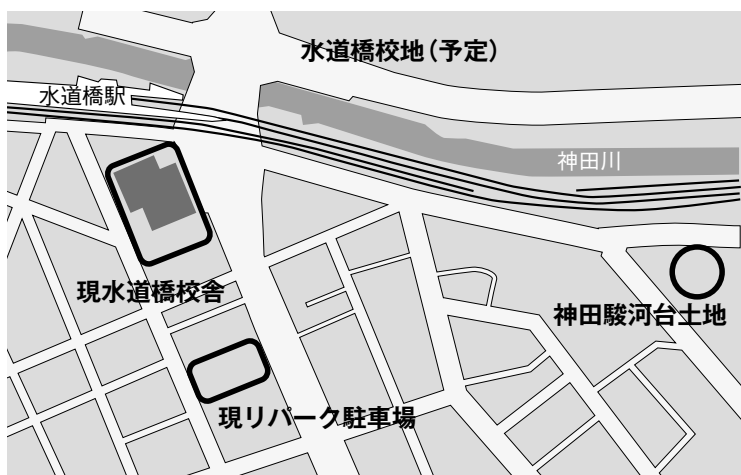 水道橋校地（予定）
水道橋駅
神田川
現水道橋校舎
神田駿河台土地
現リパーク駐車場